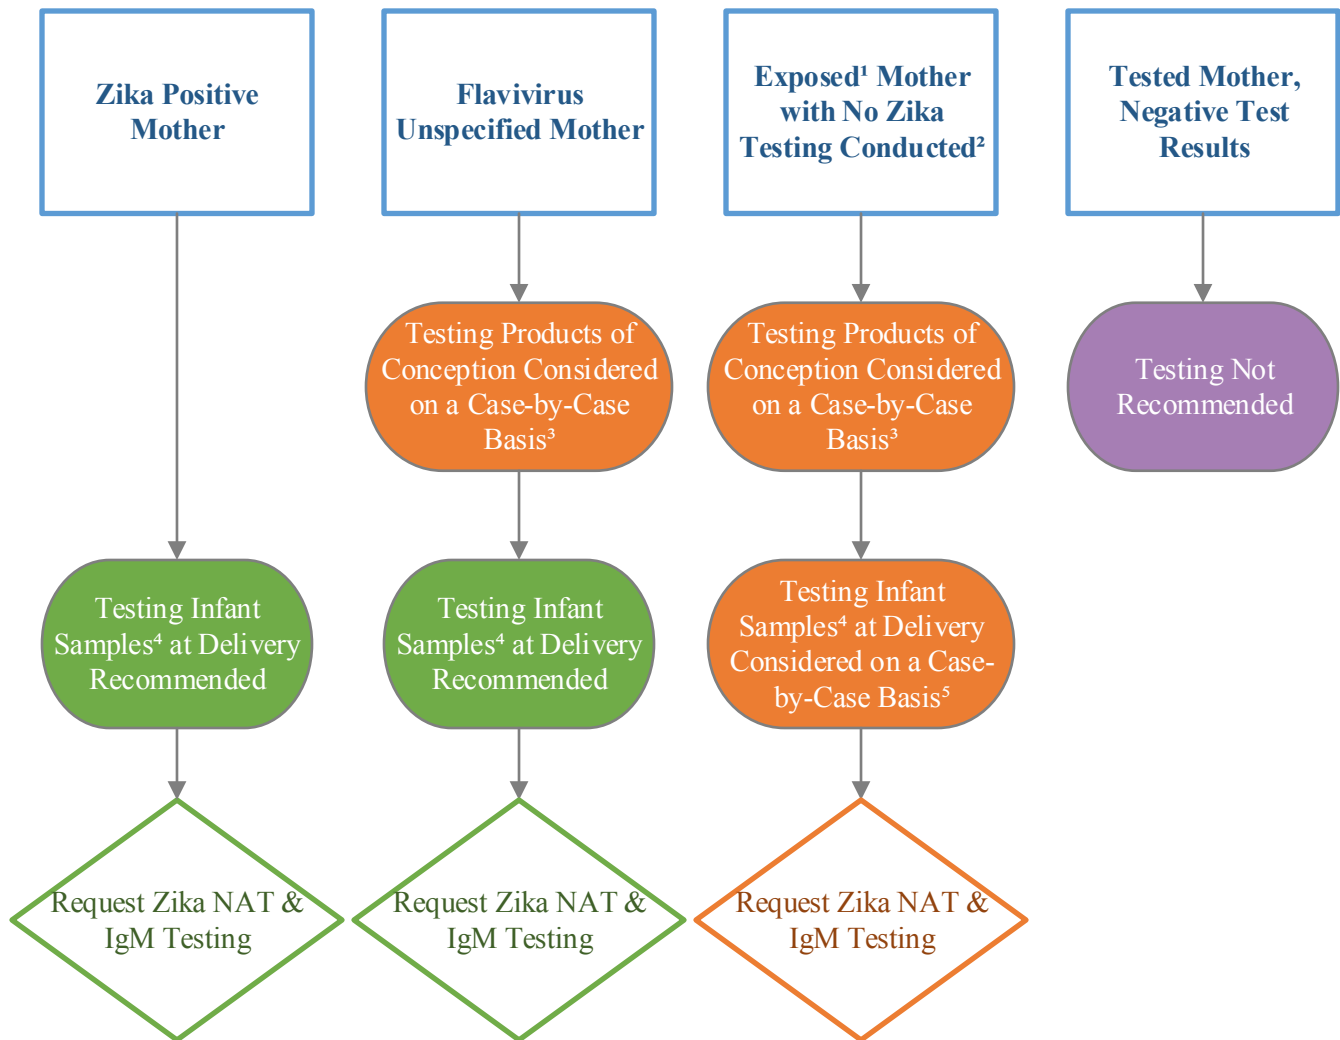 Zika Positive
Mother
Flavivirus
Unspecified Mother
Exposed¹ Mother
with No Zika
Testing Conducted²
Tested Mother,
Negative Test
Results
Testing Products of
Conception Considered
on a Case-by-Case
Basis³
Testing Products of
Conception Considered
on a Case-by-Case
Basis³
Testing Not
Recommended
Testing Infant
Samples⁴ at Delivery
Recommended
Testing Infant
Samples⁴ at Delivery
Recommended
Testing Infant
Samples⁴ at Delivery
Considered on a Case-
by-Case Basis⁵
Request Zika NAT &
IgM Testing
Request Zika NAT &
IgM Testing
Request Zika NAT &
IgM Testing